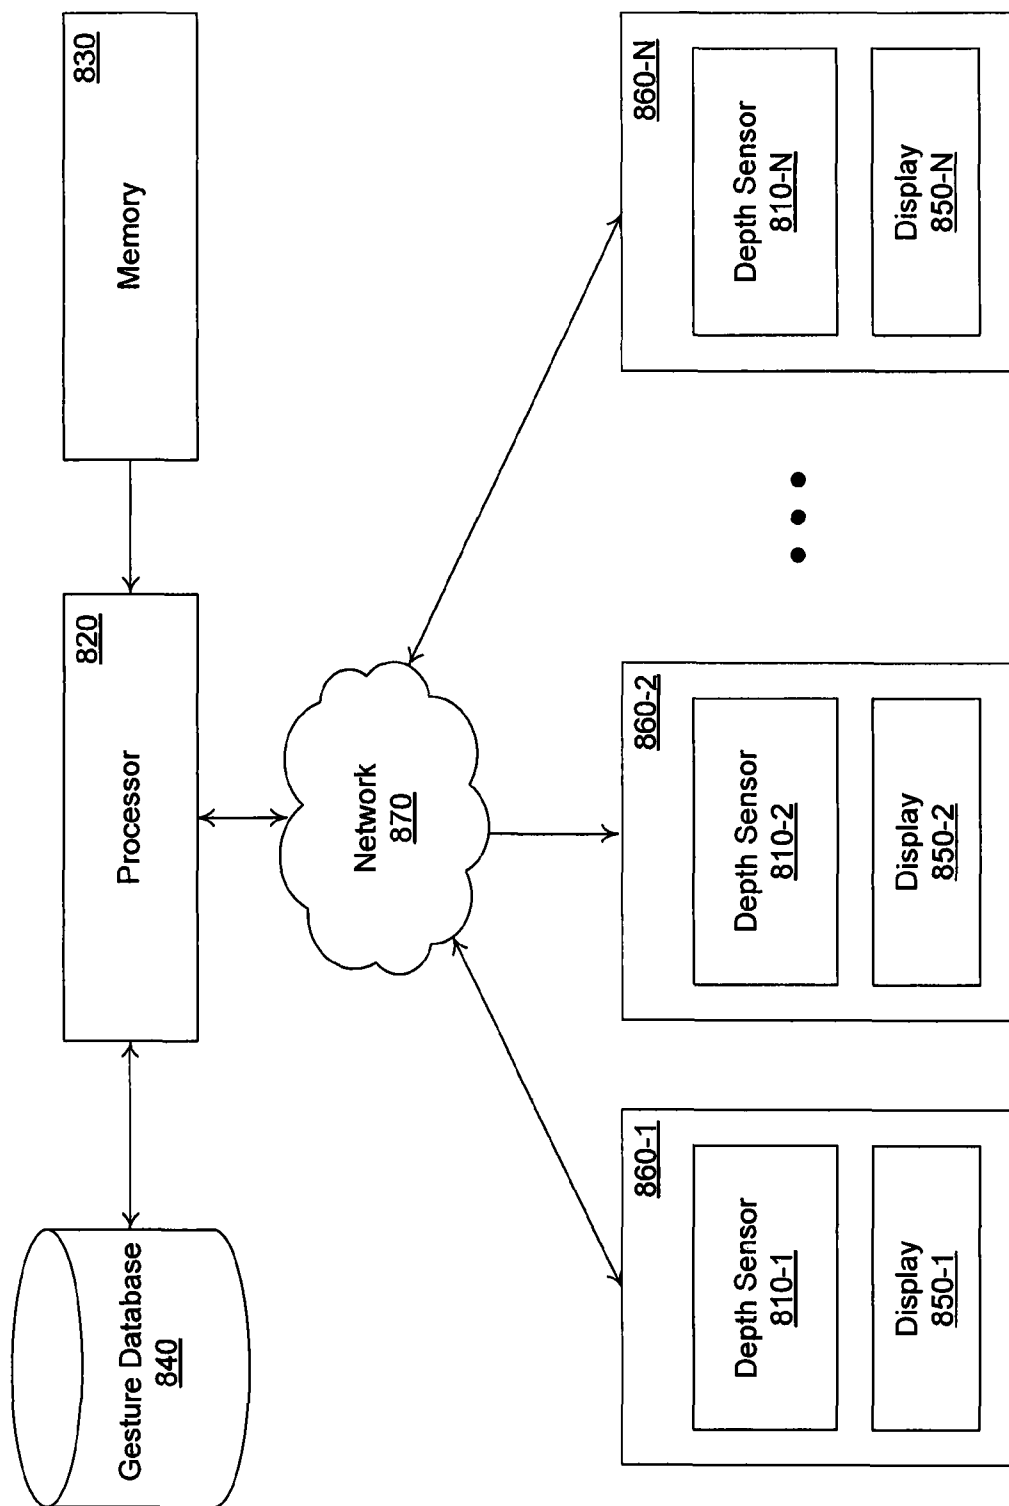 Gesture Database
840
820
Processor
830
Memory
Network
870
860-1
Depth Sensor
810-1
Display
850-1
860-2
Depth Sensor
810-2
Display
850-2
860-N
Depth Sensor
810-N
Display
850-N